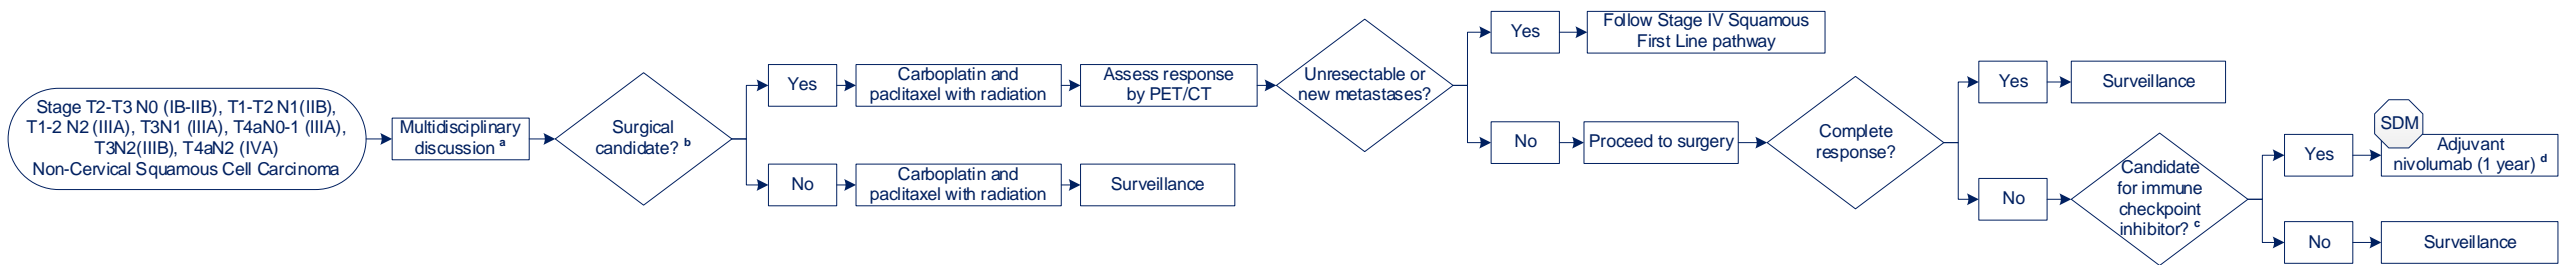 Stage T2-T3 N0 (IB-IIB), T1-T2 N1(IIB),
T1-2 N2 (IIIA), T3N1 (IIIA), T4aN0-1 (IIIA),
T3N2(IIIB), T4aN2 (IVA)
Non-Cervical Squamous Cell Carcinoma
Multidisciplinary
discussion a
Surgical
candidate? b
Yes
Carboplatin and
paclitaxel with radiation
Assess response
by PET/CT
Unresectable or
new metastases?
Yes
Follow Stage IV Squamous
First Line pathway
No
Proceed to surgery
Complete
response?
Yes
Surveillance
No
Candidate
for immune
checkpoint
inhibitor? c
Yes
SDM
Adjuvant
nivolumab (1 year) d
No
Surveillance
No
Carboplatin and
paclitaxel with radiation
Surveillance